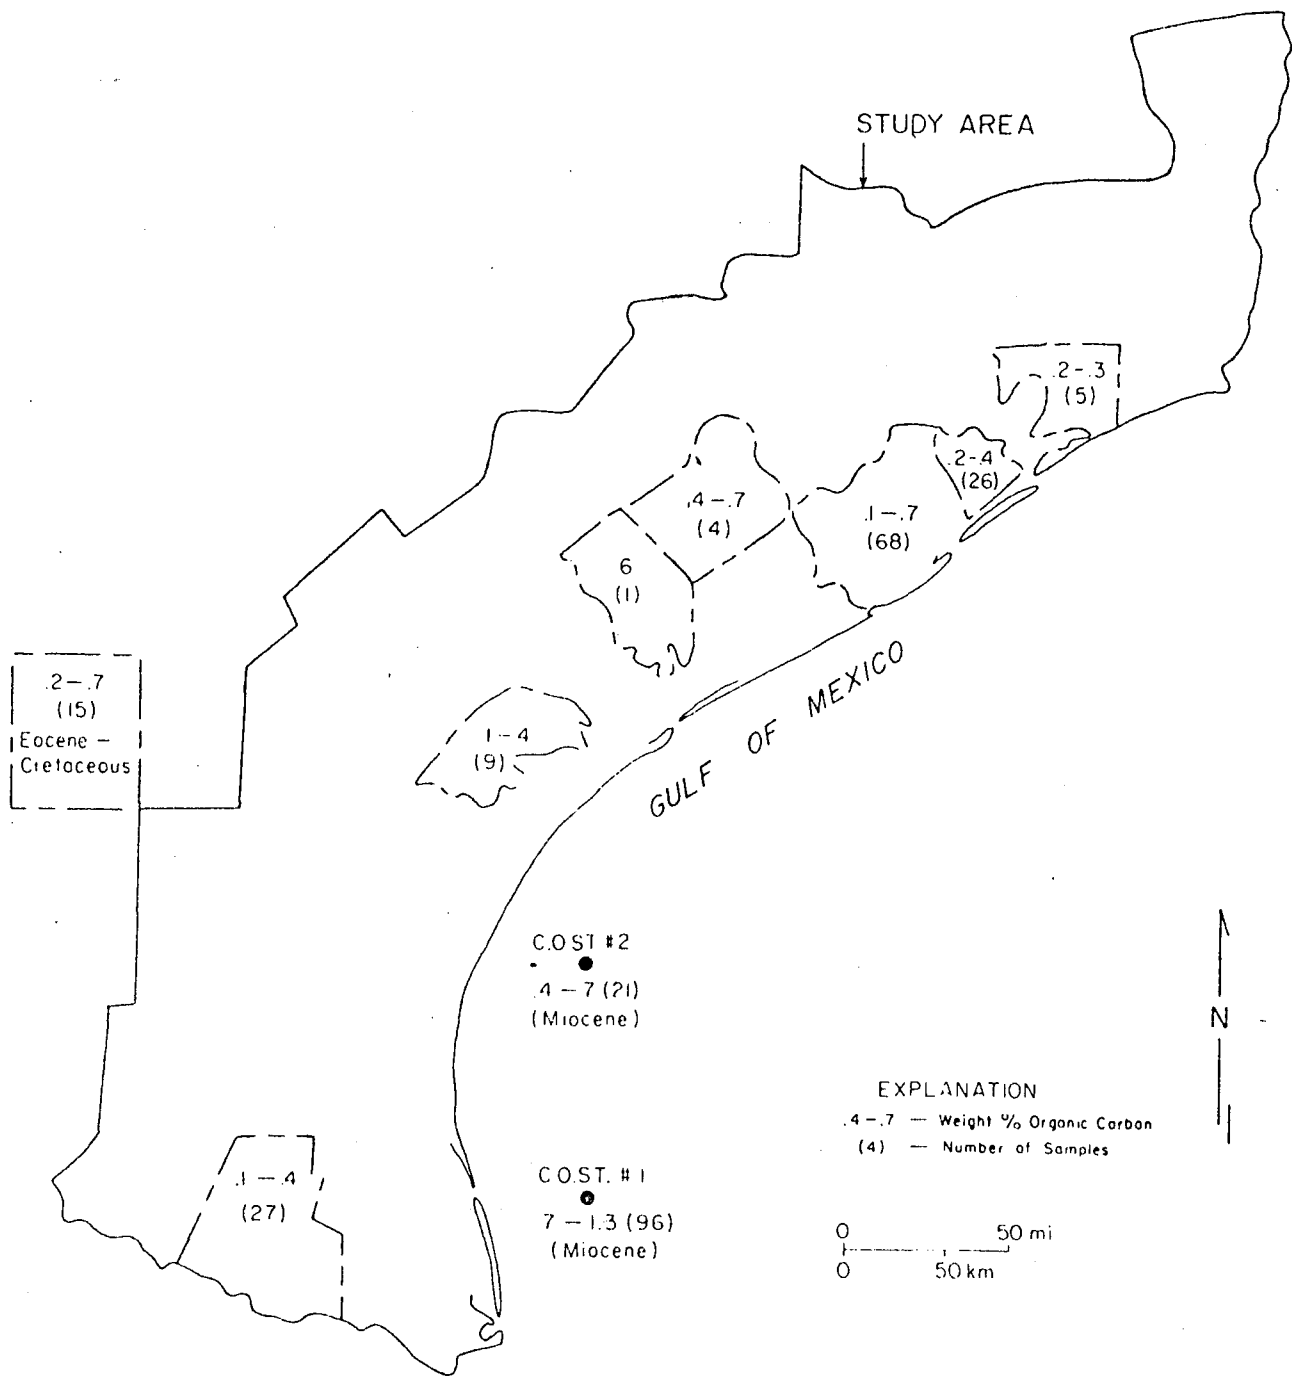 STUDY AREA
.2-.3
(5)
.2-.4
(26)
.4-.7
(4)
.1-.7
(68)
6
(1)
.2-.7
(15)
Eocene -
Cretaceous
1-4
(9)
GULF OF MEXICO
C.OST #2
.4-7 (21)
(Miocene)
N
EXPLANATION
.4-.7 — Weight % Organic Carbon
(4) — Number of Samples
.1-.4
(27)
C.O.S.T. #1
7-1.3 (96)
(Miocene)
0 50 mi
0 50 km